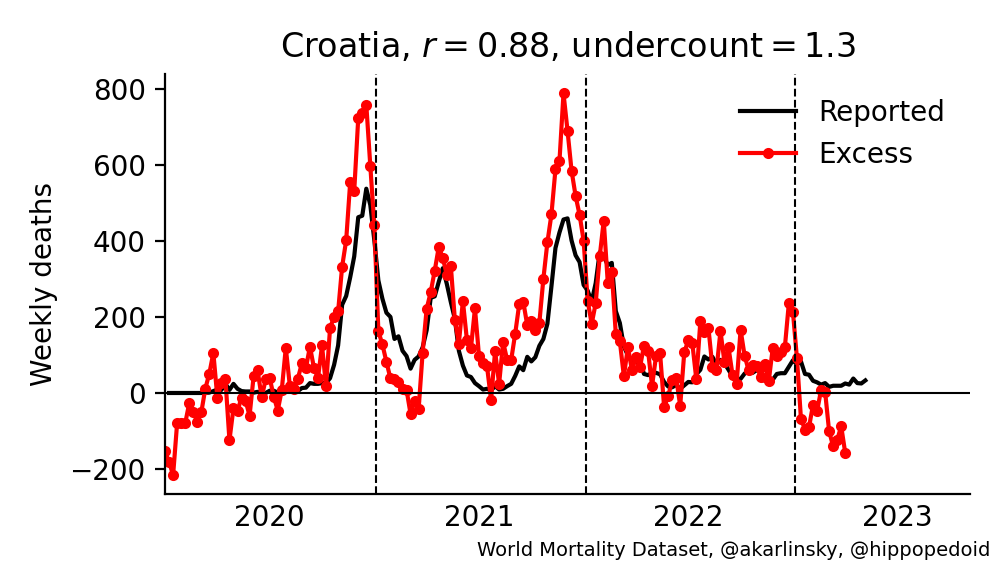 Croatia, r = 0.88, undercount = 1.3
Weekly deaths
800
600
400
200
0
−200
Reported
Excess
2020 2021 2022 2023
World Mortality Dataset, @akarlinsky, @hippopedoid